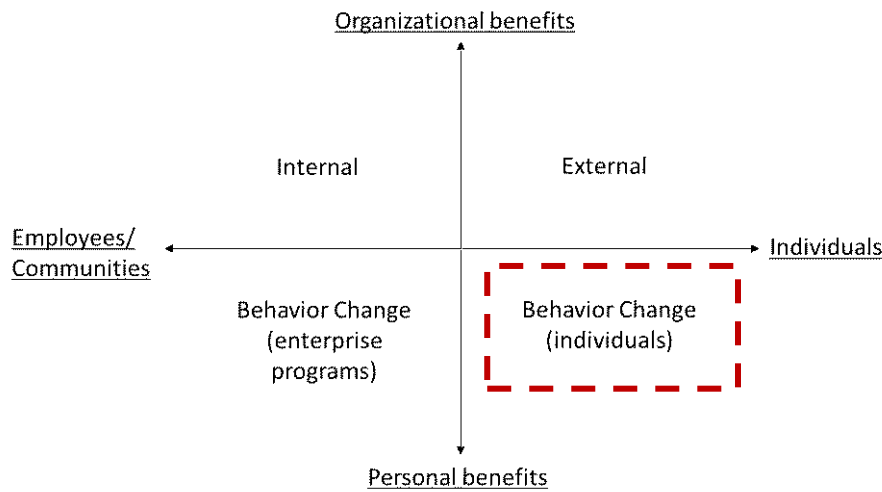 Organizational benefits
Internal
External
Employees/
Communities
Individuals
Behavior Change
(enterprise
programs)
Behavior Change
(individuals)
Personal benefits